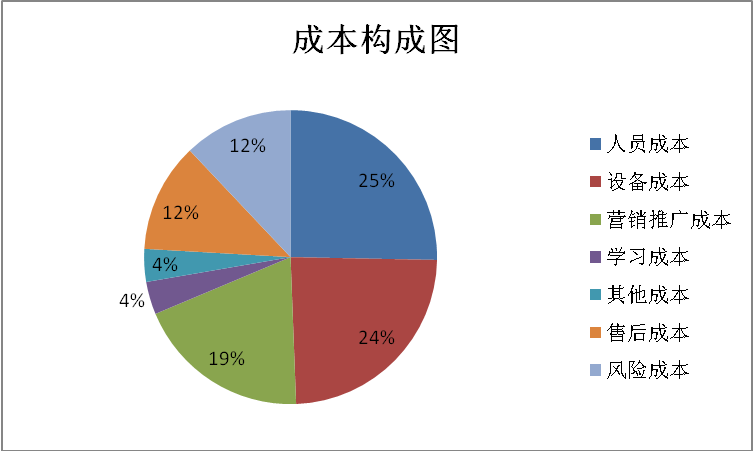 成本构成图
12%
25%
12%
4%
4%
24%
19%
人员成本
设备成本
营销推广成本
学习成本
其他成本
售后成本
风险成本